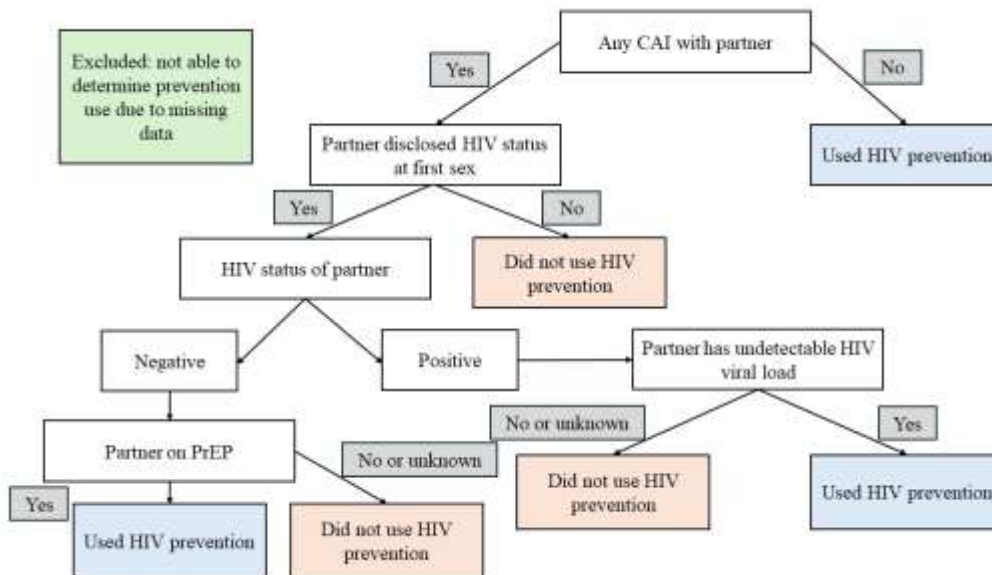 Any CAI with partner
Excluded: not able to
determine prevention
use due to missing
data
Yes
No
Partner disclosed HIV status
at first sex
Used HIV prevention
Yes
No
HIV status of partner
Did not use HIV
prevention
Negative
Positive
Partner has undetectable HIV
viral load
No or unknown
Yes
Partner on PrEP
No or unknown
Did not use HIV
prevention
Used HIV prevention
Yes
Used HIV prevention
Did not use HIV
prevention